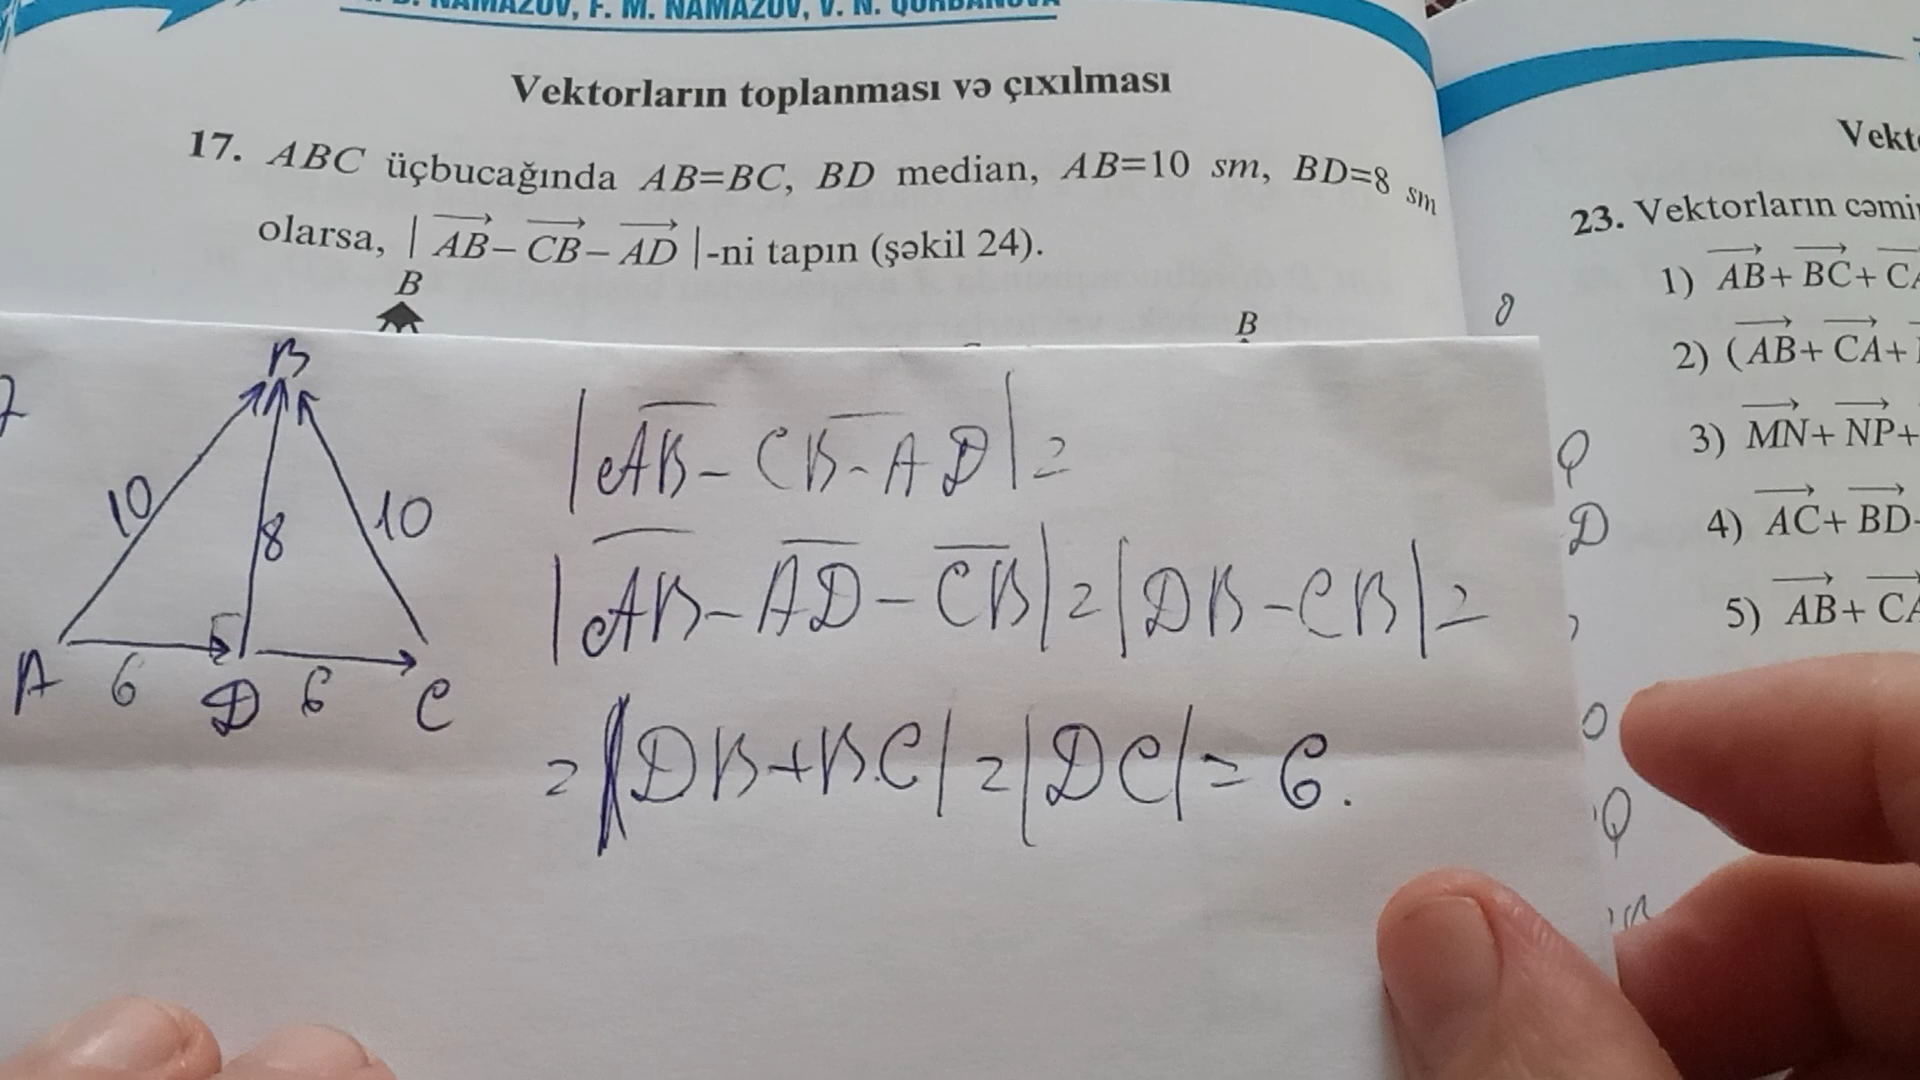 NAMAZOV, F. M. NAMAZOV, V. N. QURBANOVA
Vektorların toplanması və çıxılması
17. ABC üçbucağında AB=BC, BD median, AB=10 sm, BD=8 sm
olarsa, | AB− CB− AD |-ni tapın (şəkil 24).
B
B
B
10
8
10
A 6 D 6 C
|AB − CB − AD| =
|AB − AD − CB| = |DB − CB| =
= |DB + BC| = |DC| = 6.
23. Vektorların
1) AB+ BC+
2) (AB+ CA+
3) MN+ NP+
4) AC+ BD
5) AB+
D